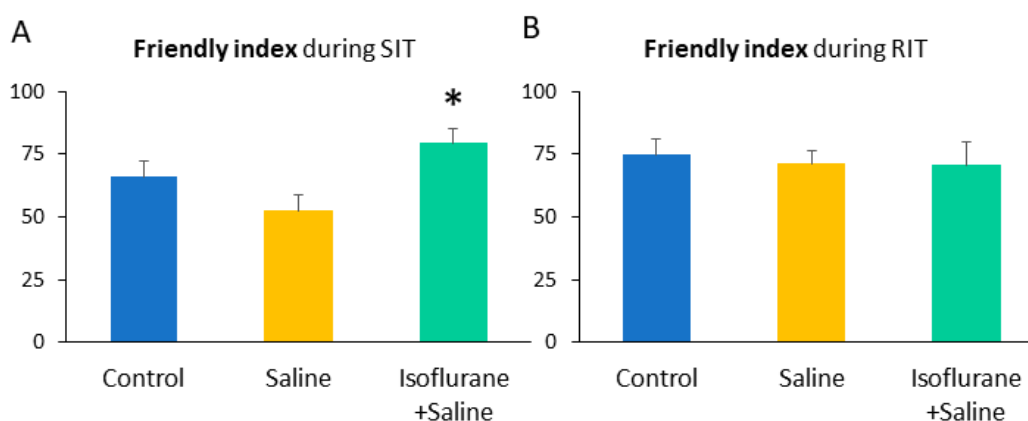 A
Friendly index during SIT
100
75
50
25
0
*
Control
Saline
Isoflurane
+Saline
B
Friendly index during RIT
100
75
50
25
0
Control
Saline
Isoflurane
+Saline